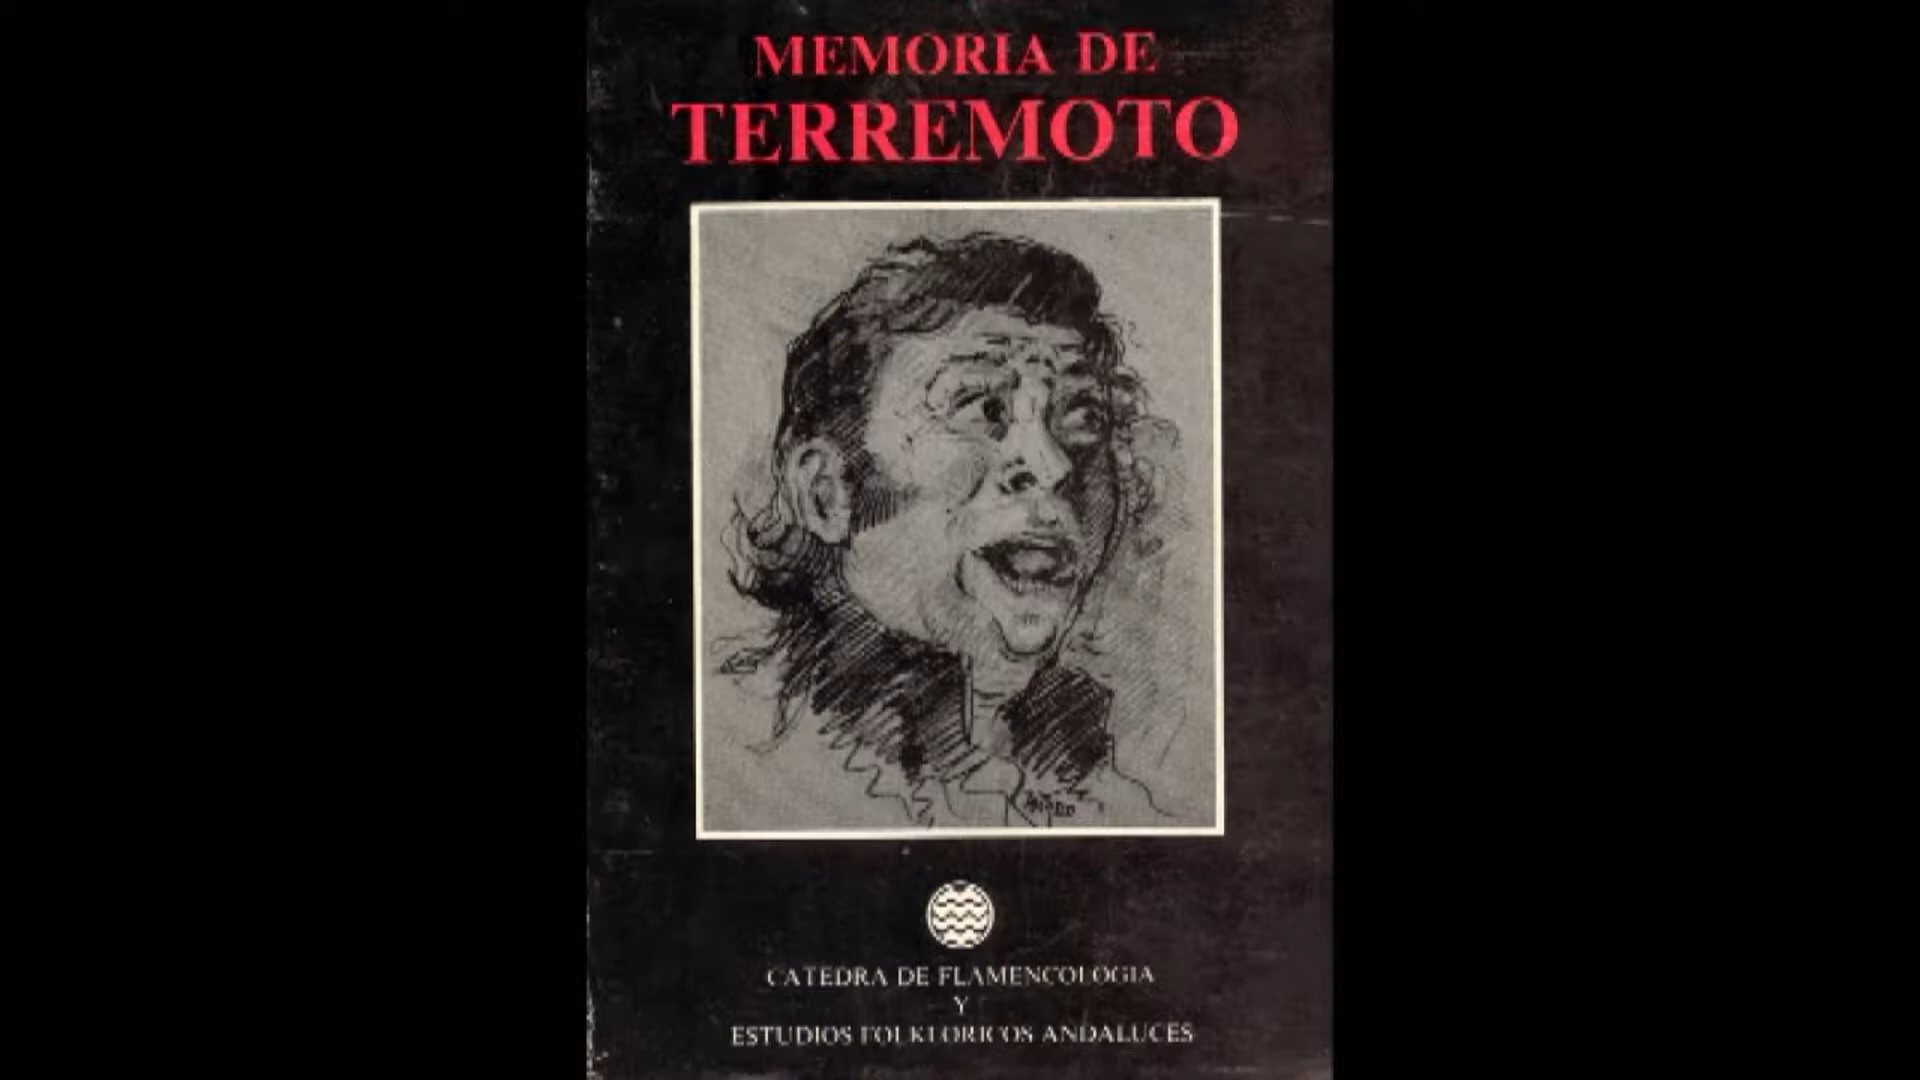 MEMORIA DE
TERREMOTO
CATEDRA DE FLAMENCOLOGIA
Y
ESTUDIOS FOLKLORICOS ANDALUCES